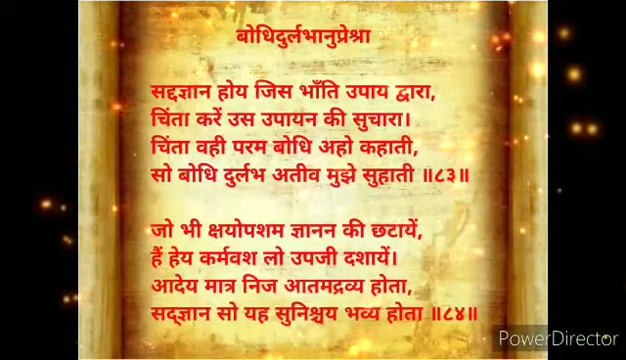 बोधिदुर्लभानुप्रेश्रा
सद्दज्ञान होय जिस भाँति उपाय द्वारा,
चिंता करें उस उपायन की सुचारा।
चिंता वही परम बोधि अहो कहाती,
सो बोधि दुर्लभ अतीव मुझे सुहाती ॥८३॥
जो भी क्षयोपशम ज्ञानन की छटायें,
हैं हेय कर्मवश लो उपजी दशायें।
आदेय मात्र निज आतमद्रव्य होता,
सद्ज्ञान सो यह सुनिश्चय भव्य होता ॥८४॥
PowerDirector